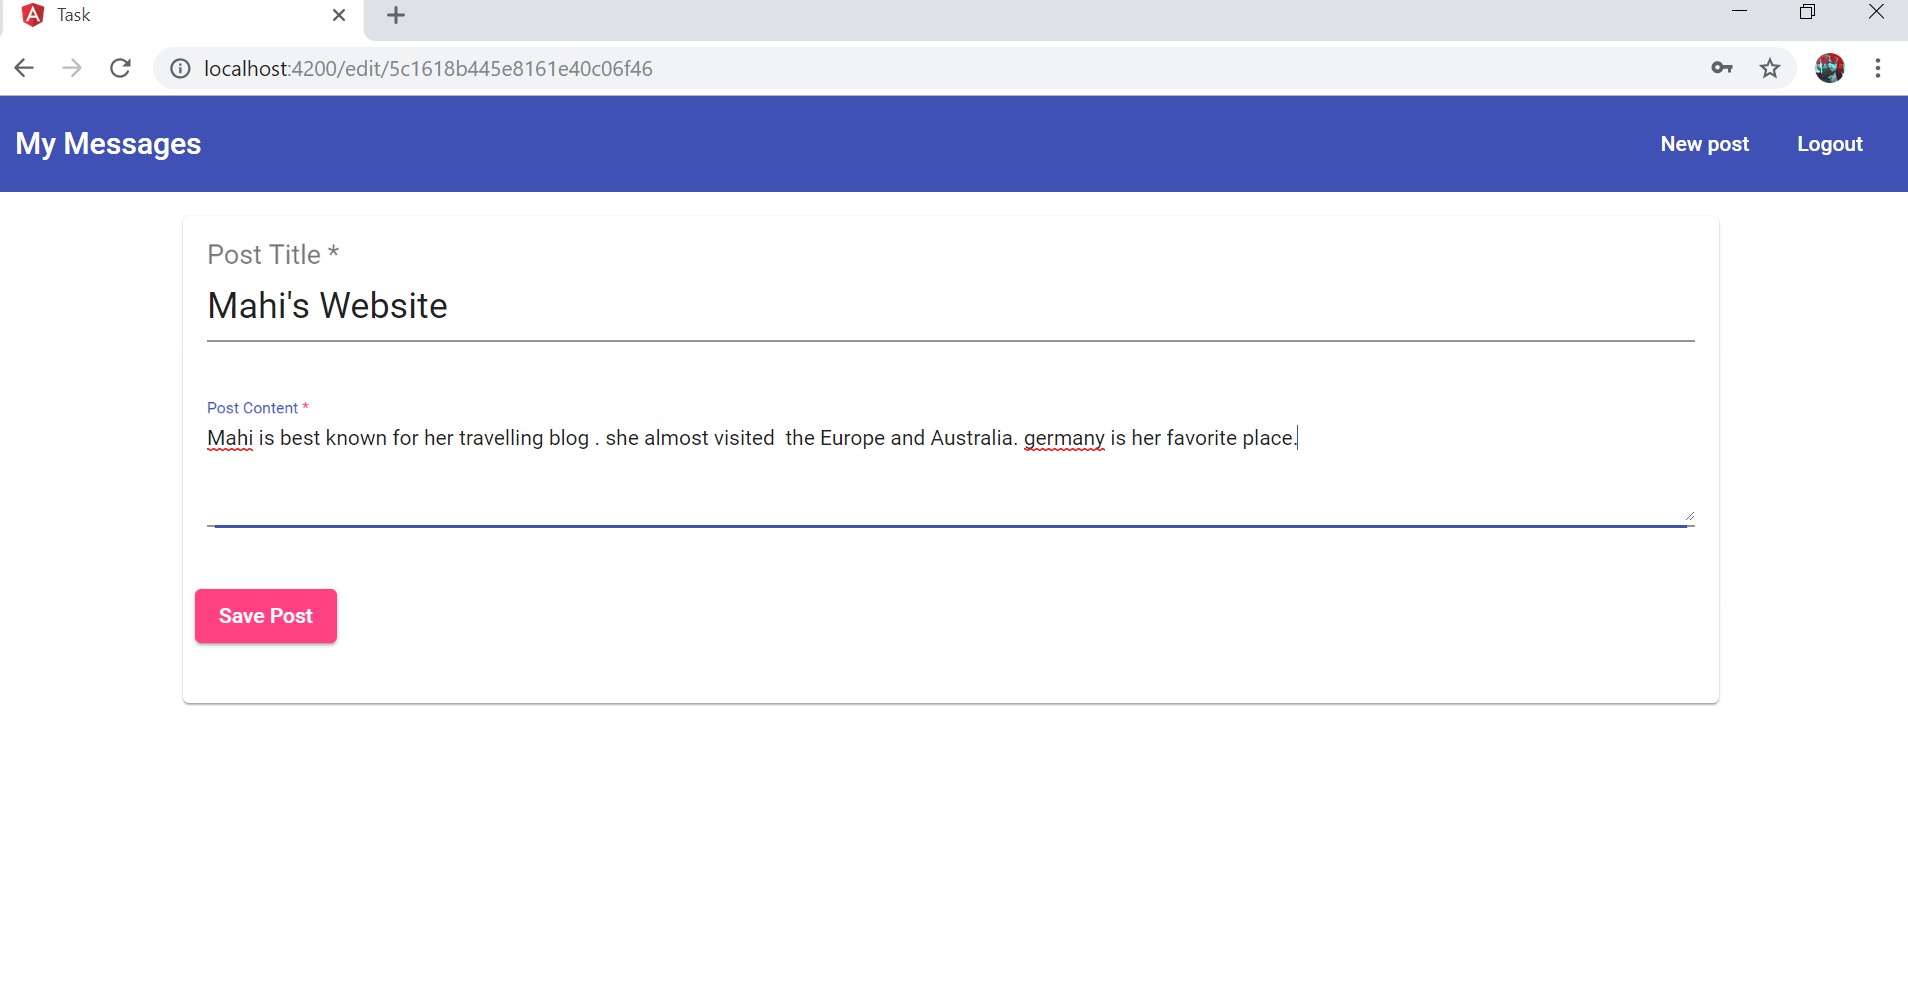 Task
localhost:4200/edit/5c1618b445e8161e40c06f46
My Messages
New post
Logout
Post Title *
Mahi's Website
Post Content *
Mahi is best known for her travelling blog . she almost visited  the Europe and Australia. germany is her favorite place.
Save Post